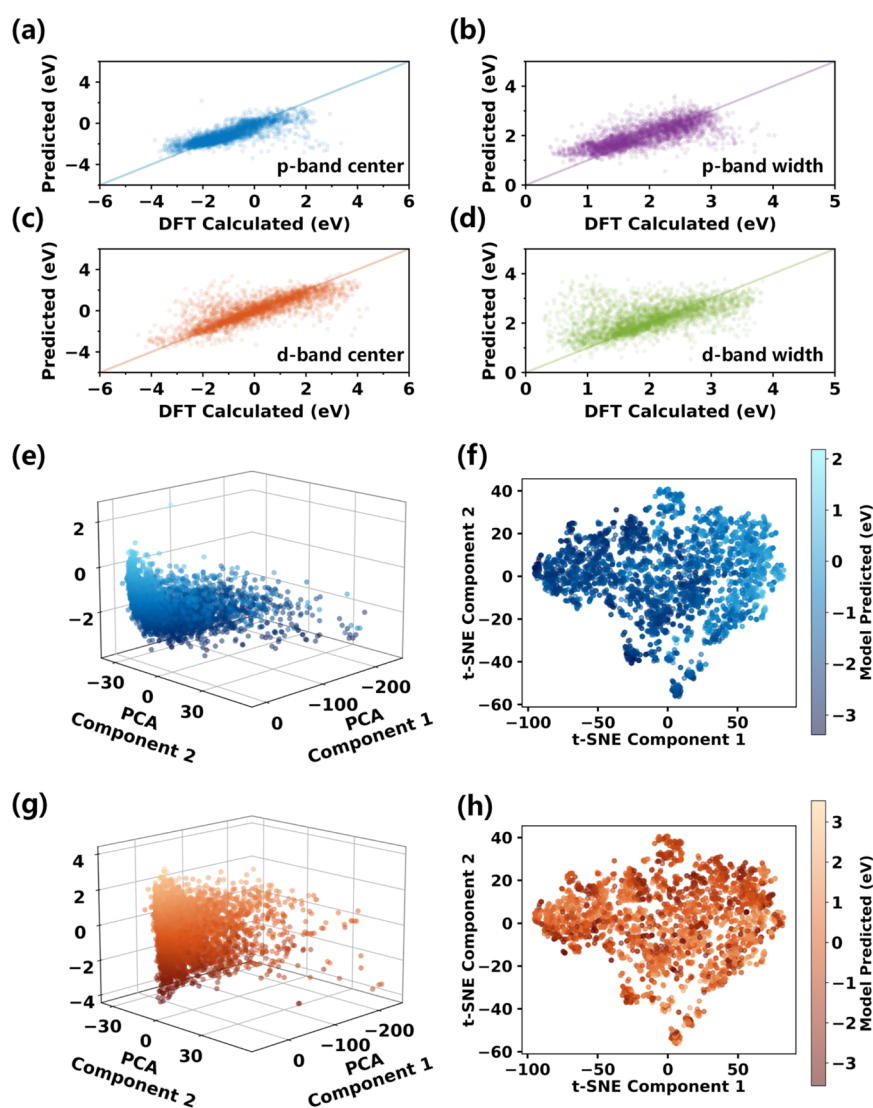 (a)
Predicted (eV)
4
0
−4
p-band center
−6 −4 −2 0 2 4 6
DFT Calculated (eV)
(b)
Predicted (eV)
4
2
0
p-band width
0 1 2 3 4 5
DFT Calculated (eV)
(c)
Predicted (eV)
4
0
−4
d-band center
−6 −4 −2 0 2 4 6
DFT Calculated (eV)
(d)
Predicted (eV)
4
2
0
d-band width
0 1 2 3 4 5
DFT Calculated (eV)
(e)
2
0
−2
−30
0
30
PCA
Component 2
0
−100
−200
PCA
Component 1
(f)
t-SNE Component 2
40
20
0
−20
−40
−60
−100 −50 0 50
t-SNE Component 1
2
1
0
−1
−2
−3
Model Predicted (eV)
(g)
4
2
0
−2
−4
−30
0
30
PCA
Component 2
0
−100
−200
PCA
Component 1
(h)
t-SNE Component 2
40
20
0
−20
−40
−60
−100 −50 0 50
t-SNE Component 1
3
2
1
0
−1
−2
−3
Model Predicted (eV)